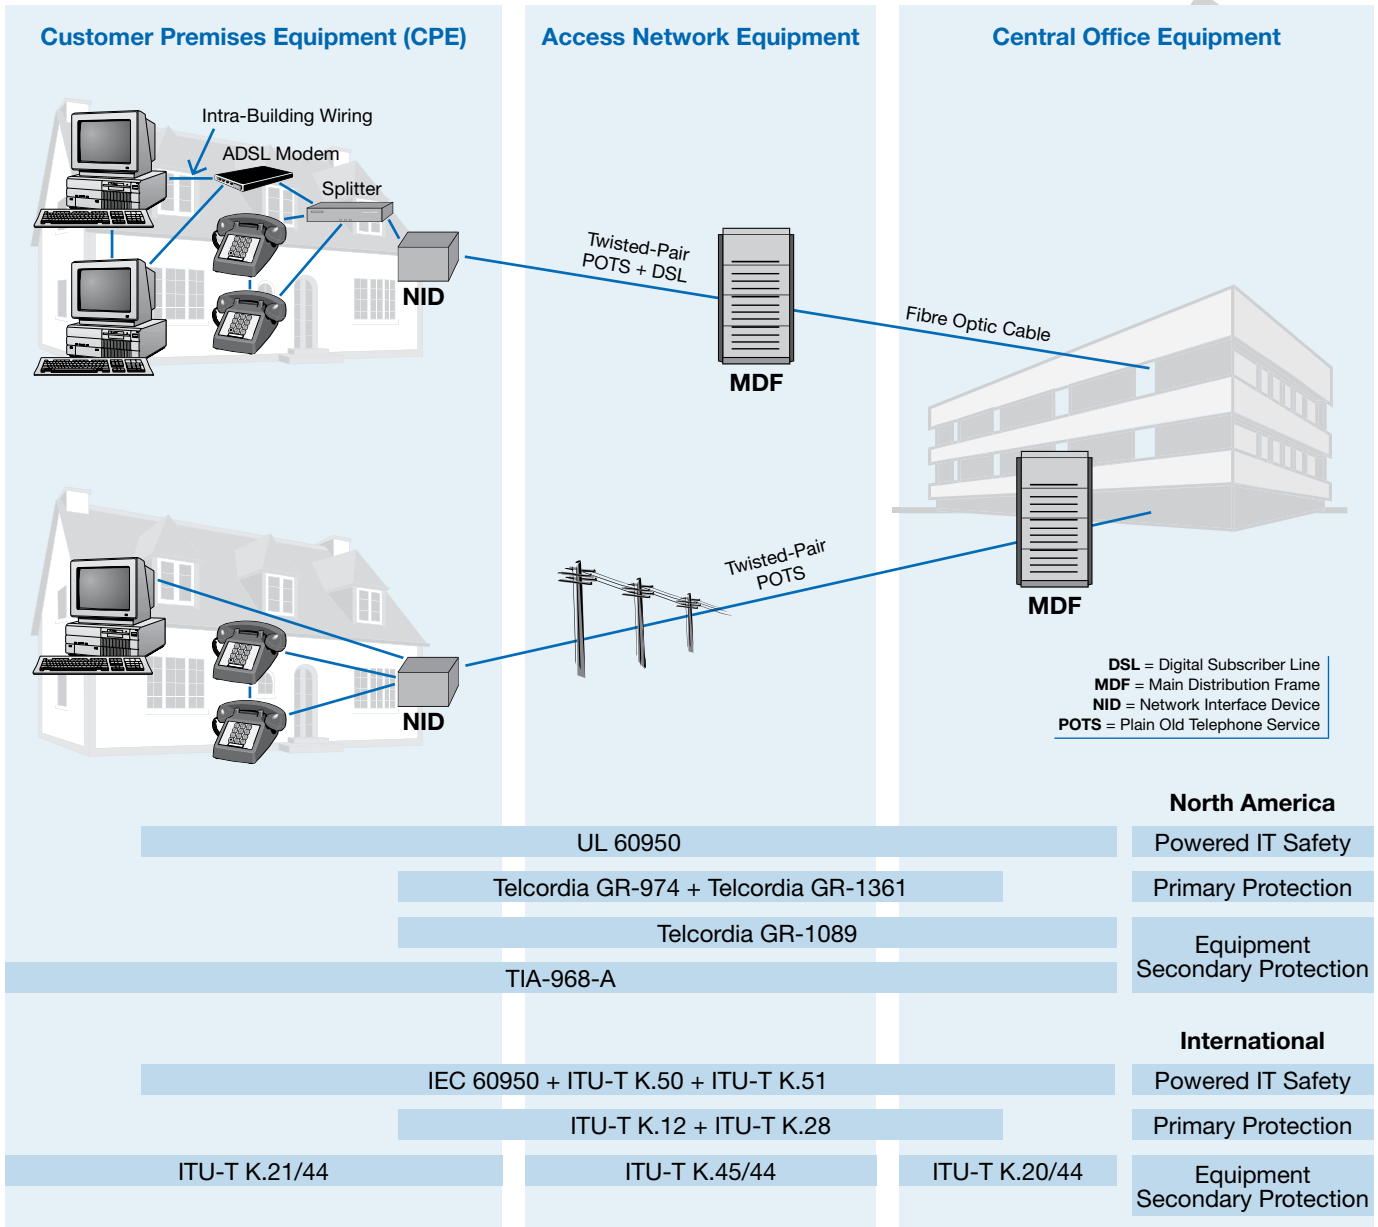 Customer Premises Equipment (CPE)
Access Network Equipment
Central Office Equipment
Intra-Building Wiring
ADSL Modem
Splitter
NID
Twisted-Pair
POTS + DSL
MDF
Fibre Optic Cable
NID
Twisted-Pair
POTS
MDF
DSL = Digital Subscriber Line
MDF = Main Distribution Frame
NID = Network Interface Device
POTS = Plain Old Telephone Service
North America
UL 60950
Powered IT Safety
Telcordia GR-974 + Telcordia GR-1361
Primary Protection
Telcordia GR-1089
TIA-968-A
Equipment
Secondary Protection
International
IEC 60950 + ITU-T K.50 + ITU-T K.51
Powered IT Safety
ITU-T K.12 + ITU-T K.28
Primary Protection
ITU-T K.21/44
ITU-T K.45/44
ITU-T K.20/44
Equipment
Secondary Protection